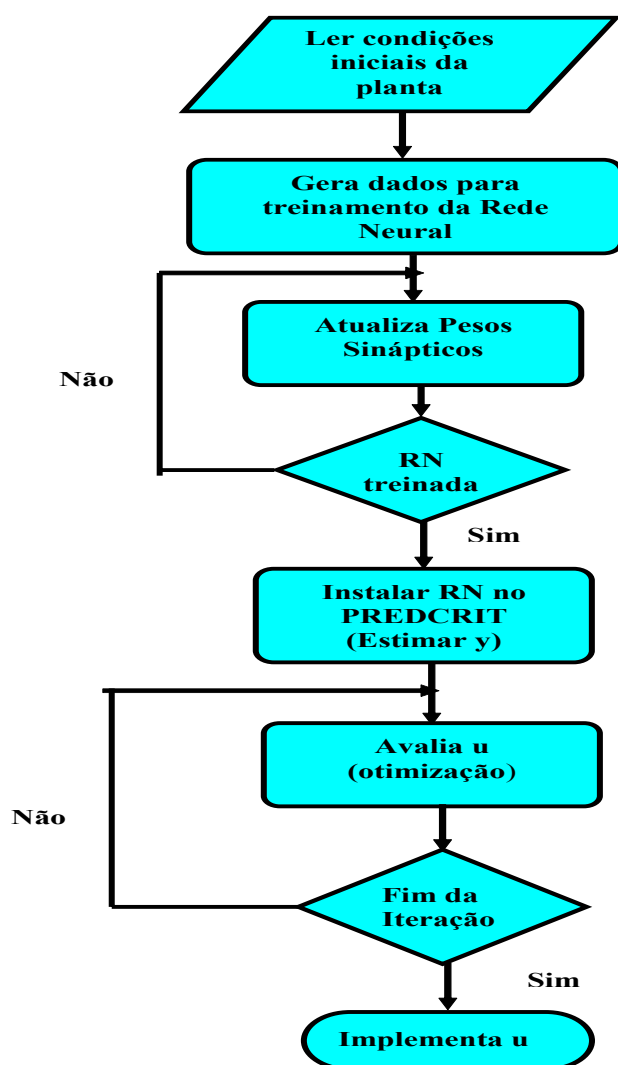 Ler condições
iniciais da
planta
Gera dados para
treinamento da Rede
Neural
Atualiza Pesos
Sinápticos
Não
RN
treinada
Sim
Instalar RN no
PREDCRIT
(Estimar y)
Avalia u
(otimização)
Não
Fim da
Iteração
Sim
Implementa u